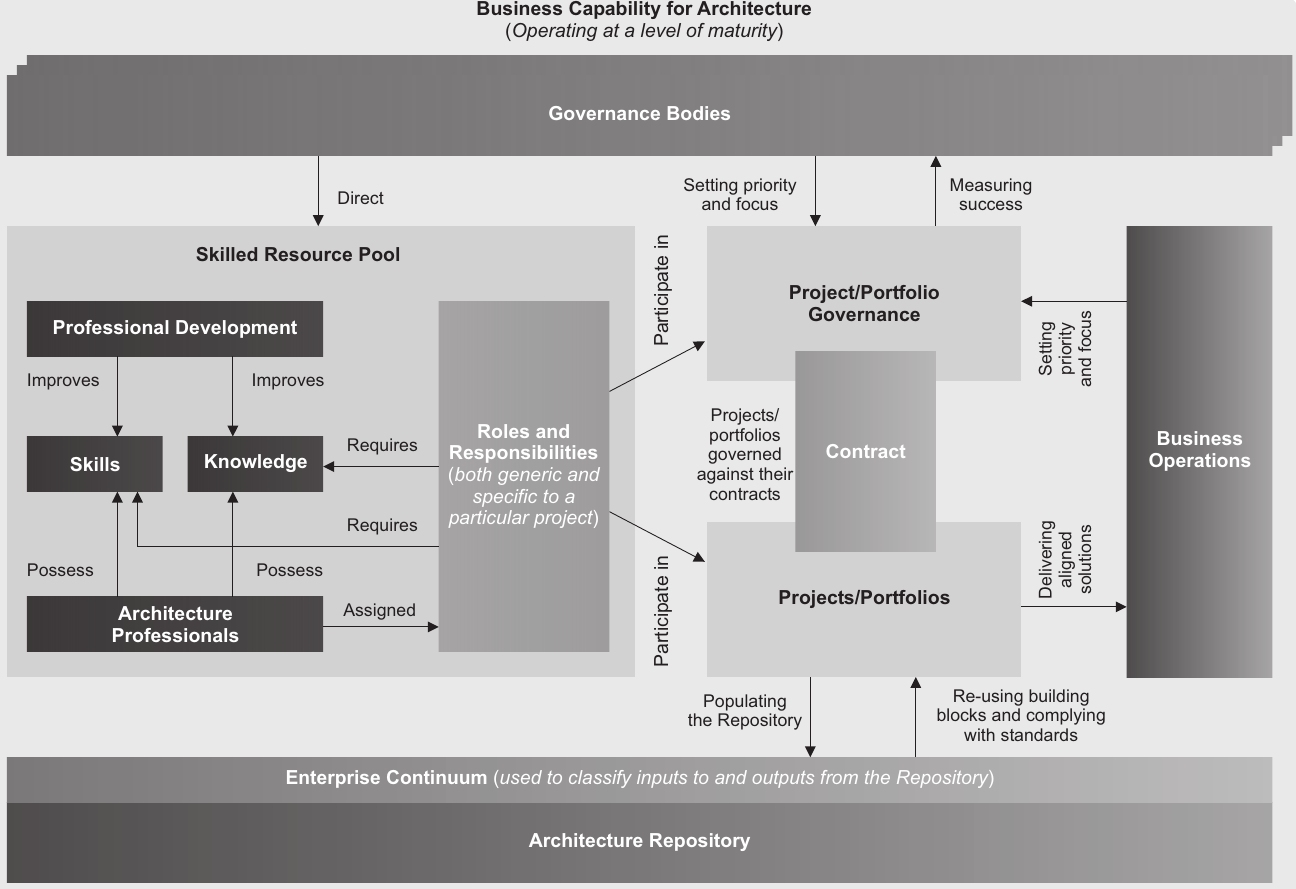 Business Capability for Architecture
(Operating at a level of maturity)
Governance Bodies
Direct
Setting priority
and focus
Measuring
success
Skilled Resource Pool
Professional Development
Improves
Improves
Skills
Knowledge
Requires
Requires
Possess
Possess
Architecture
Professionals
Assigned
Roles and
Responsibilities
(both generic and
specific to a
particular project)
Participate in
Participate in
Project/Portfolio
Governance
Projects/
portfolios
governed
against their
contracts
Contract
Projects/Portfolios
Setting
priority
and focus
Delivering
aligned
solutions
Business
Operations
Populating
the Repository
Re-using building
blocks and complying
with standards
Enterprise Continuum (used to classify inputs to and outputs from the Repository)
Architecture Repository